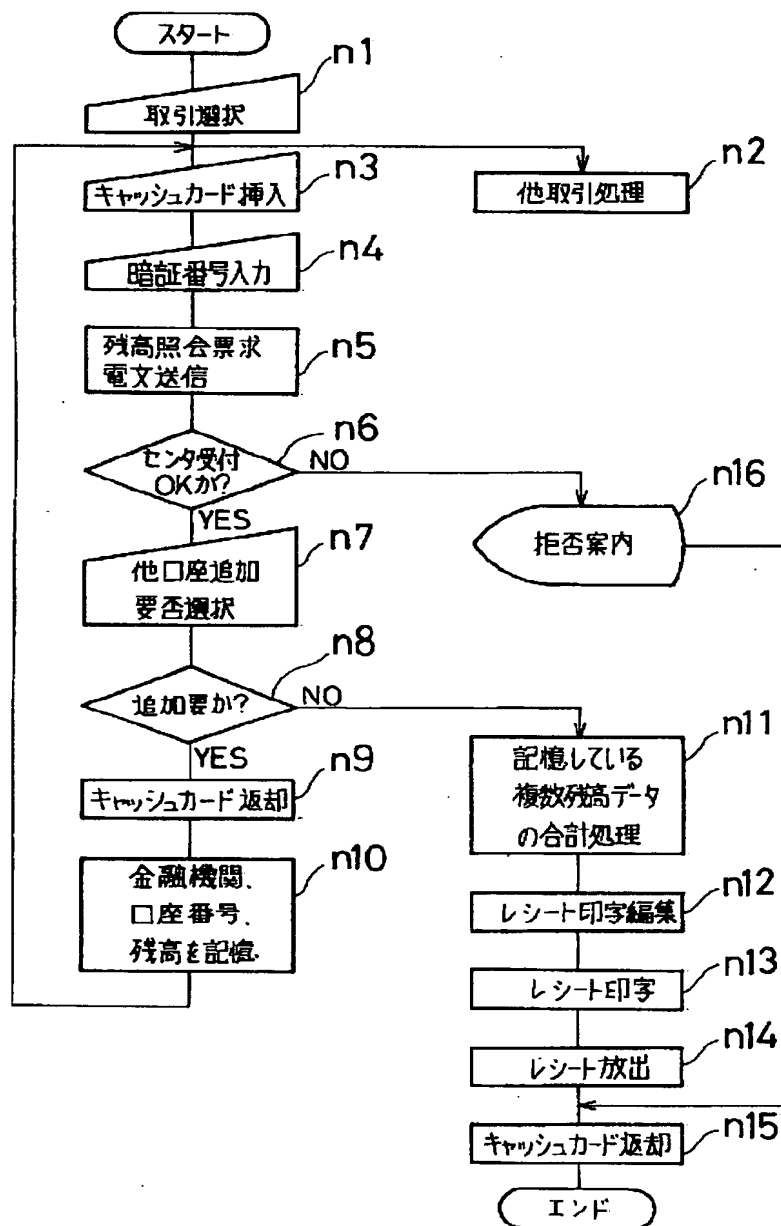 スタート
n1
取引選択
n2
他取引処理
n3
キャッシュカード挿入
n4
暗証番号入力
n5
残高照会票求
電文送信
n6
センタ受付
OKか?
NO
YES
n16
拒否案内
n7
他口座追加
要否選択
n8
追加要か?
NO
YES
n9
キャッシュカード返却
n10
金融機関、
口座番号、
残高を記憶
n11
記憶している
複数残高データ
の合計処理
n12
レシート印字編集
n13
レシート印字
n14
レシート放出
n15
キャッシュカード返却
エンド